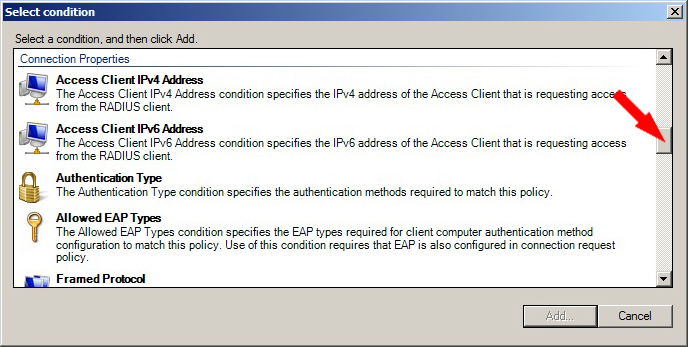 Select condition
Select a condition, and then click Add.
Connection Properties
Access Client IPv4 Address
The Access Client IPv4 Address condition specifies the IPv4 address of the Access Client that is requesting access
from the RADIUS client.
Access Client IPv6 Address
The Access Client IPv6 Address condition specifies the IPv6 address of the Access Client that is requesting access
from the RADIUS client.
Authentication Type
The Authentication Type condition specifies the authentication methods required to match this policy.
Allowed EAP Types
The Allowed EAP Types condition specifies the EAP types required for client computer authentication method
configuration to match this policy. Use of this condition requires that EAP is also configured in connection request
policy.
Framed Protocol
Add...
Cancel